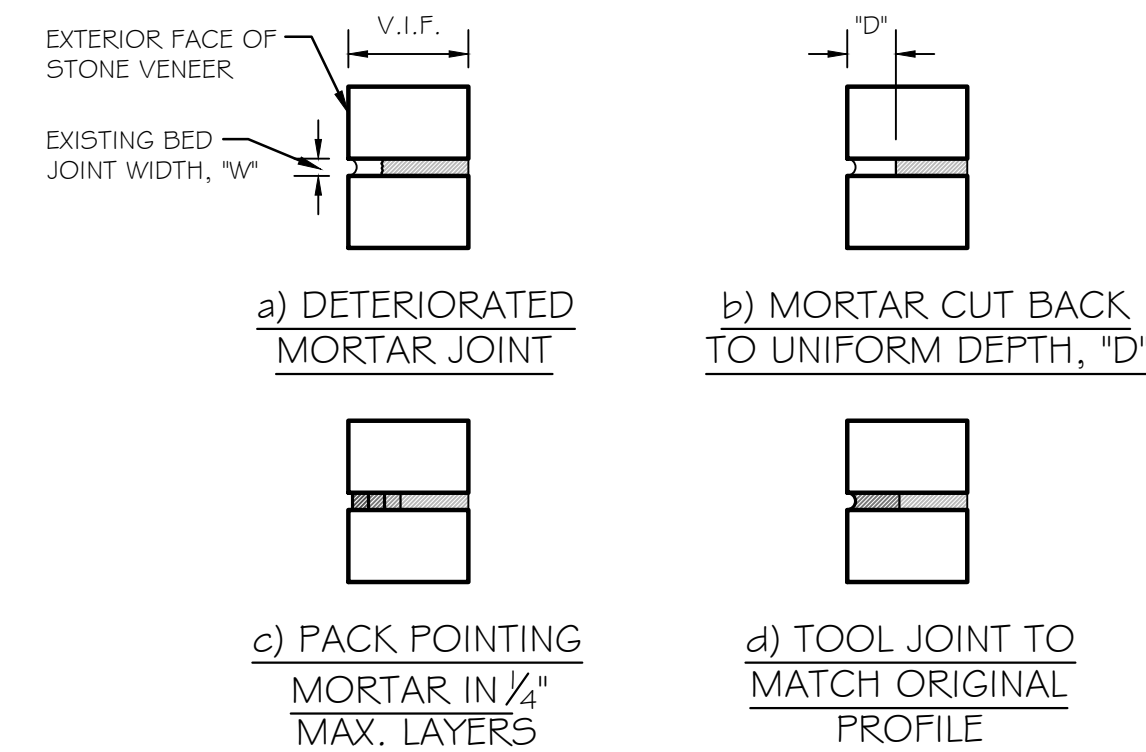 EXTERIOR FACE OF
STONE VENEER
V.I.F.
EXISTING BED
JOINT WIDTH, "W"
a) DETERIORATED
MORTAR JOINT
"D"
b) MORTAR CUT BACK
TO UNIFORM DEPTH, "D"
c) PACK POINTING
MORTAR IN 1/4"
MAX. LAYERS
d) TOOL JOINT TO
MATCH ORIGINAL
PROFILE